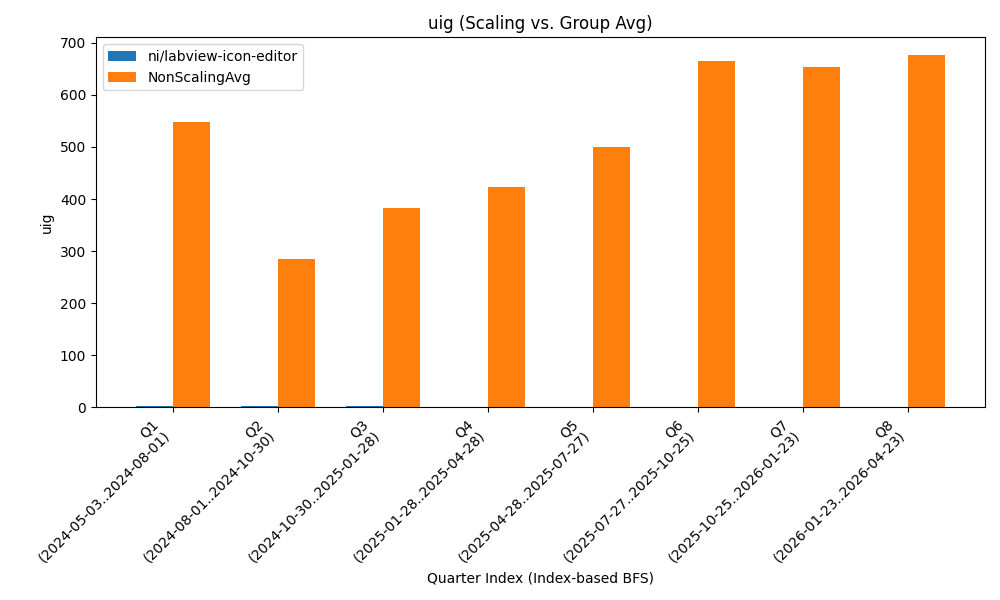 uig (Scaling vs. Group Avg)
ni/labview-icon-editor
NonScalingAvg
uig
700
600
500
400
300
200
100
0
Q1
(2024-05-03..2024-08-01)
Q2
(2024-08-01..2024-10-30)
Q3
(2024-10-30..2025-01-28)
Q4
(2025-01-28..2025-04-28)
Q5
(2025-04-28..2025-07-27)
Q6
(2025-07-27..2025-10-25)
Q7
(2025-10-25..2026-01-23)
Q8
(2026-01-23..2026-04-23)
Quarter Index (Index-based BFS)